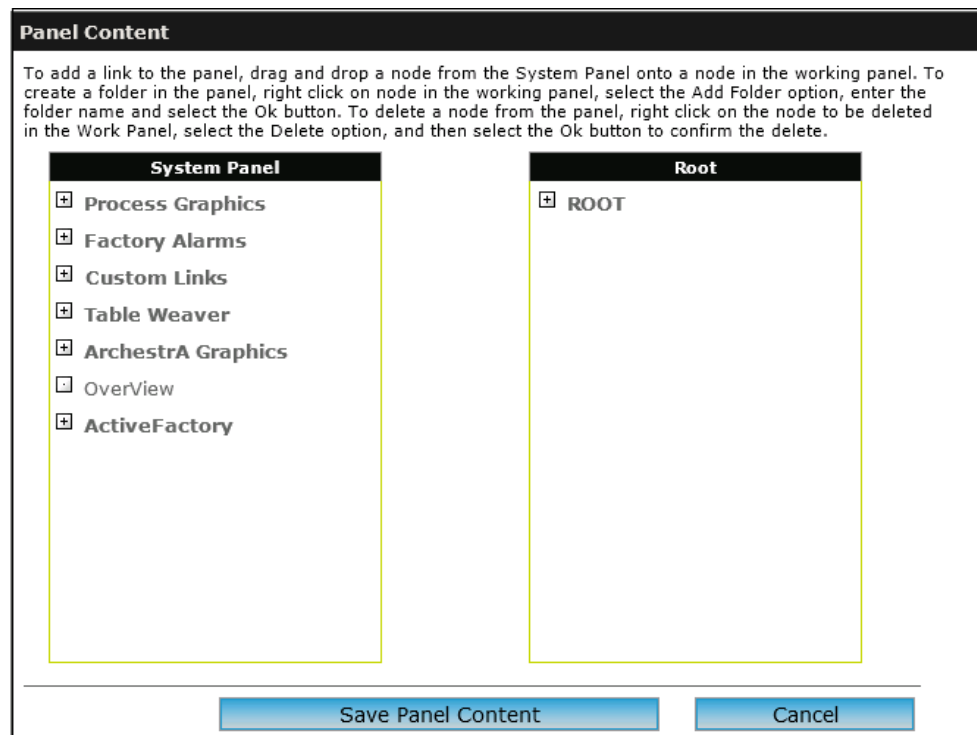 Panel Content
To add a link to the panel, drag and drop a node from the System Panel onto a node in the working panel. To
create a folder in the panel, right click on node in the working panel, select the Add Folder option, enter the
folder name and select the Ok button. To delete a node from the panel, right click on the node to be deleted
in the Work Panel, select the Delete option, and then select the Ok button to confirm the delete.
System Panel
Process Graphics
Factory Alarms
Custom Links
Table Weaver
ArchestrA Graphics
OverView
ActiveFactory
Root
ROOT
Save Panel Content
Cancel